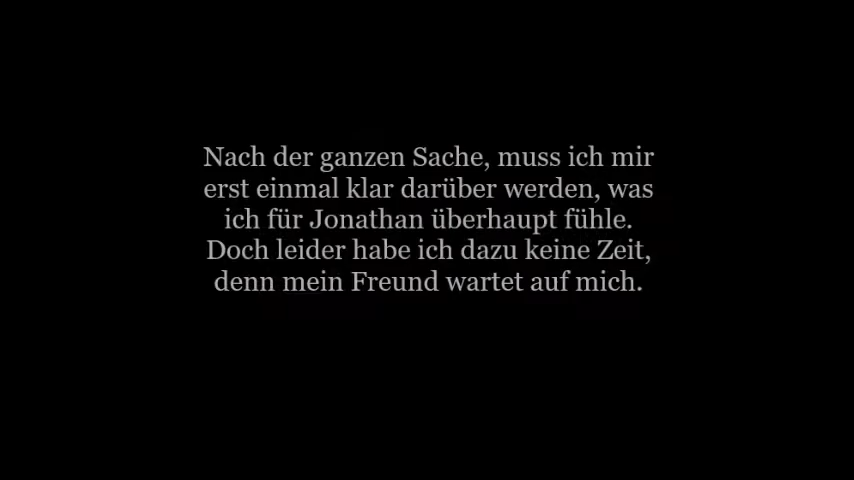 Nach der ganzen Sache, muss ich mir
erst einmal klar darüber werden, was
ich für Jonathan überhaupt fühle.
Doch leider habe ich dazu keine Zeit,
denn mein Freund wartet auf mich.